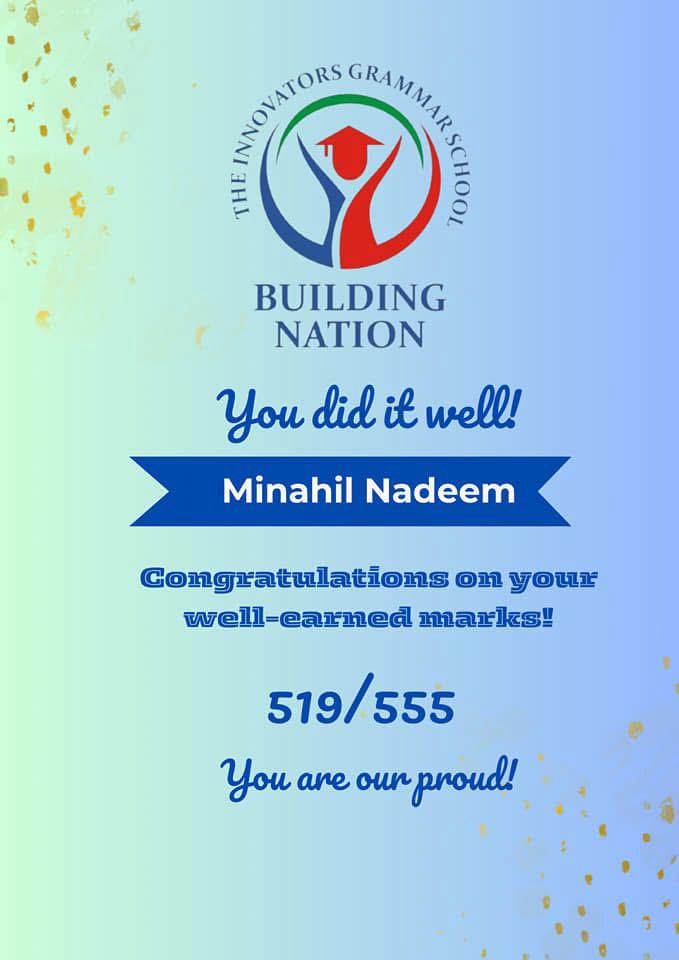 THE INNOVATORS GRAMMAR SCHOOL
BUILDING
NATION
You did it well!
Minahil Nadeem
Congratulations on your
well-earned marks!
519/555
You are our proud!